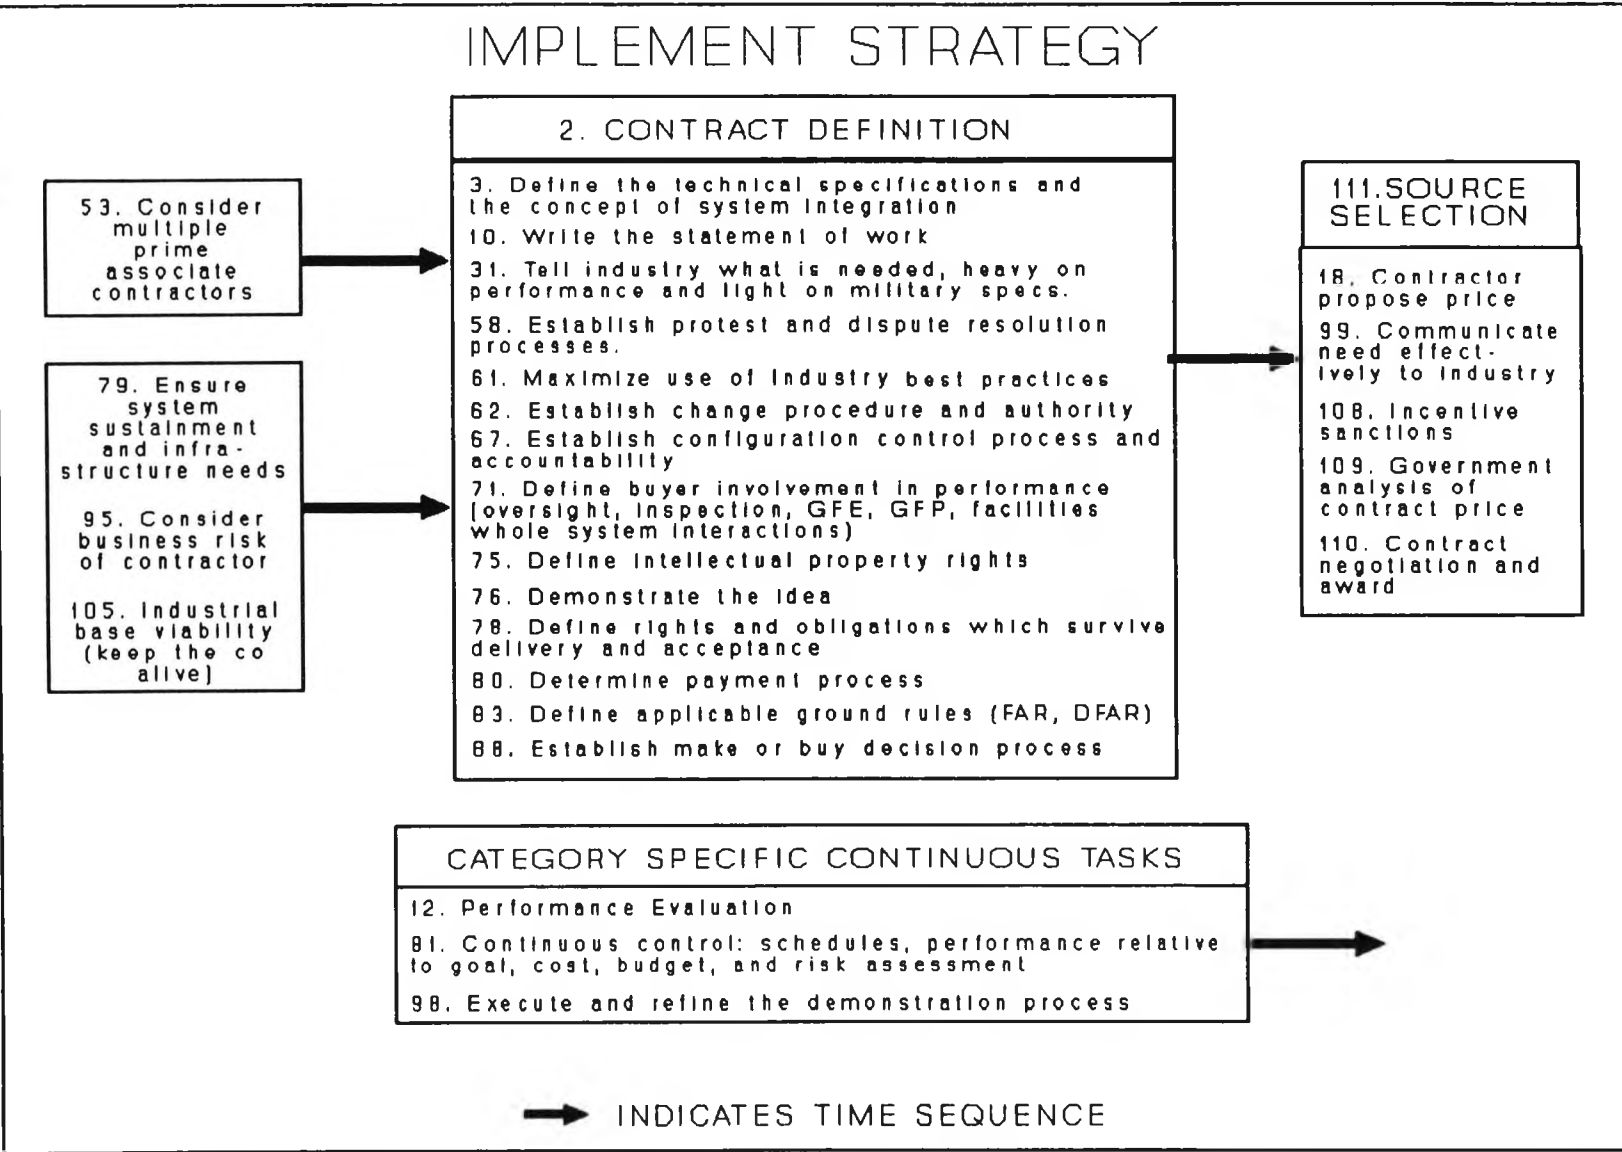 IMPLEMENT STRATEGY
53. Consider
multiple
prime
associate
contractors
79. Ensure
system
sustainment
and infra-
structure needs
95. Consider
business risk
of contractor
105. Industrial
base viability
(keep the co
alive)
2. CONTRACT DEFINITION
3. Define the technical specifications and
the concept of system integration
10. Write the statement of work
31. Tell industry what is needed, heavy on
performance and light on military specs.
58. Establish protest and dispute resolution
processes.
61. Maximize use of industry best practices
62. Establish change procedure and authority
67. Establish configuration control process and
accountability
71. Define buyer involvement in performance
(oversight, inspection, GFE, GFP, facilities
whole system interactions)
75. Define intellectual property rights
76. Demonstrate the idea
78. Define rights and obligations which survive
delivery and acceptance
80. Determine payment process
83. Define applicable ground rules (FAR, DFAR)
88. Establish make or buy decision process
111. SOURCE
SELECTION
18. Contractor
propose price
99. Communicate
need effect-
ively to industry
108. Incentive
sanctions
109. Government
analysis of
contract price
110. Contract
negotiation and
award
CATEGORY SPECIFIC CONTINUOUS TASKS
12. Performance Evaluation
81. Continuous control: schedules, performance relative
to goal, cost, budget, and risk assessment
98. Execute and refine the demonstration process
INDICATES TIME SEQUENCE